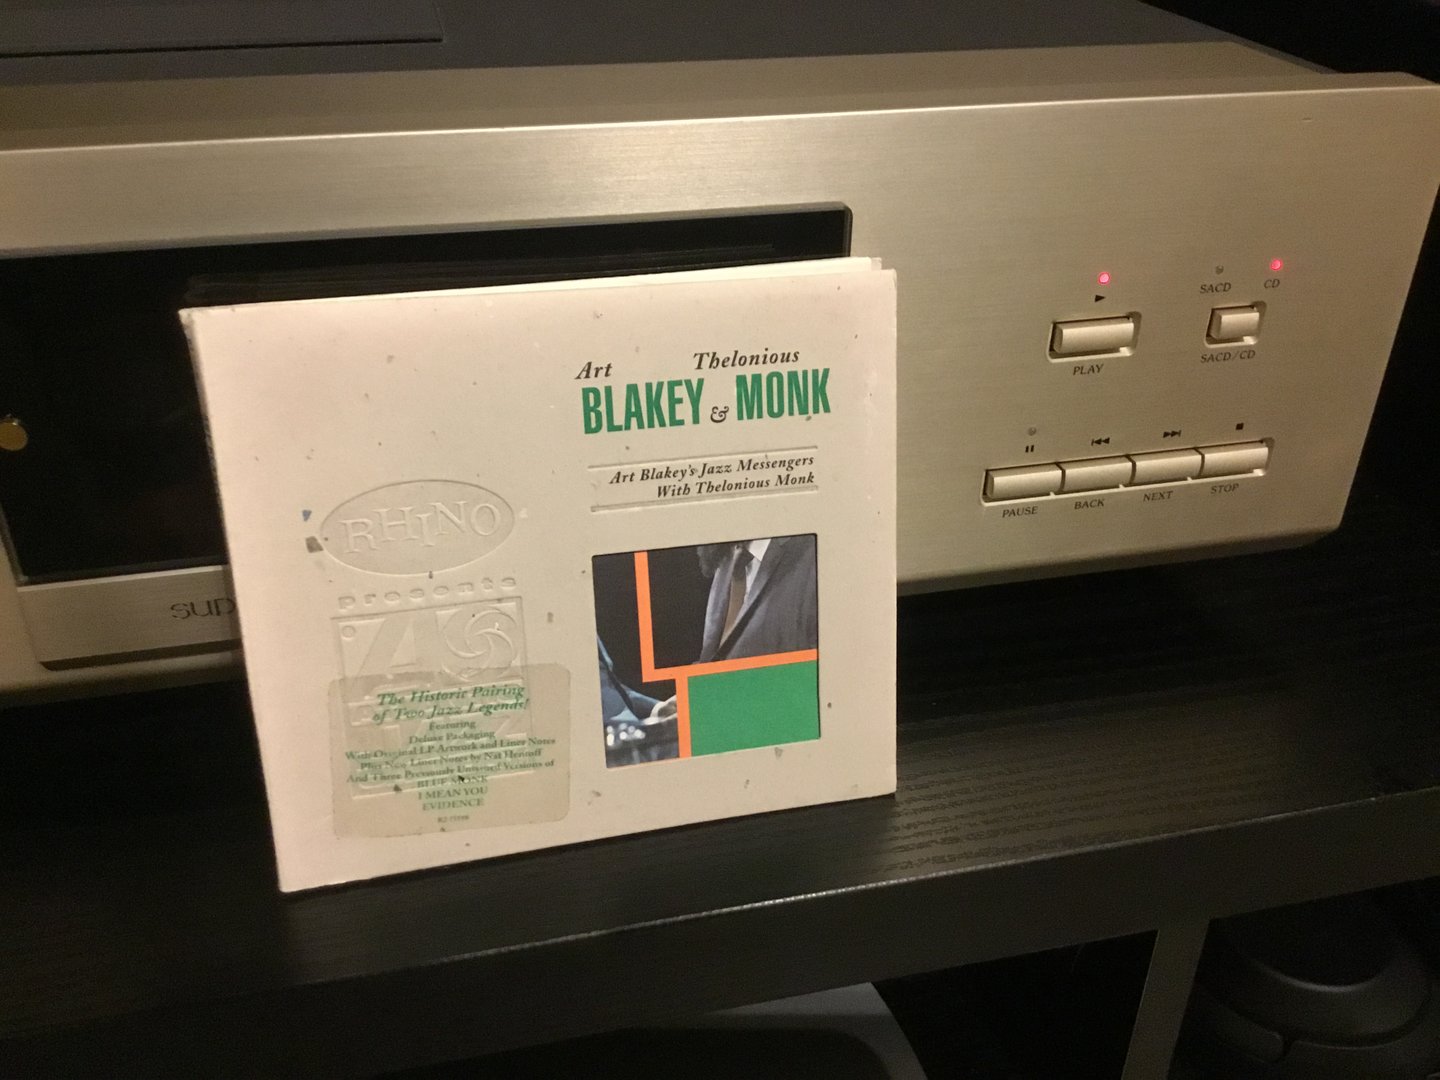 Art Thelonious
BLAKEY & MONK
Art Blakey's Jazz Messengers
With Thelonious Monk
RHINO
presents
The Historic Pairing
of Two Jazz Legends!
Featuring
Deluxe Packaging
With Original LP Artwork and Liner Notes
Plus New Liner Notes by Nat Hentoff
And Three Previously Unissued Versions of
BLUE MONK
I MEAN YOU
EVIDENCE
SUP
PLAY
SACD
CD
SACD/CD
PAUSE
BACK
NEXT
STOP